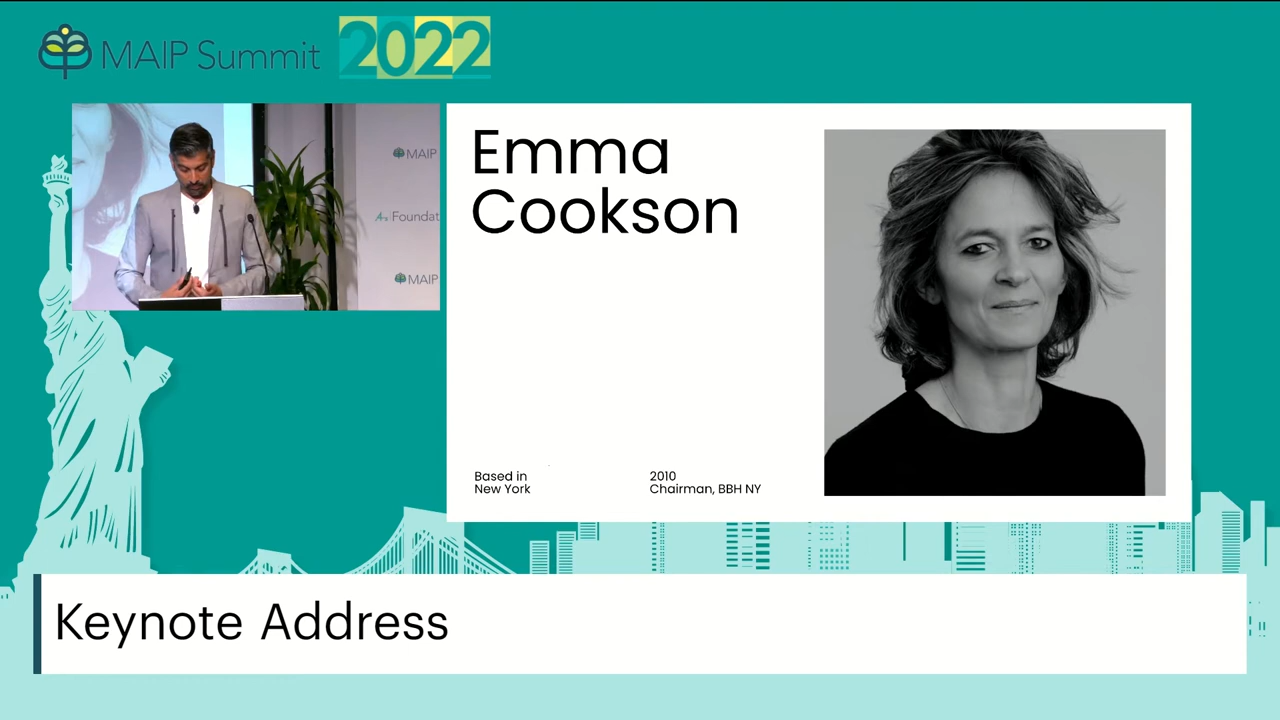 MAIP Summit 2022
MAIP
Foundat
MAIP
Emma
Cookson
Based in
New York
2010
Chairman, BBH NY
Keynote Address